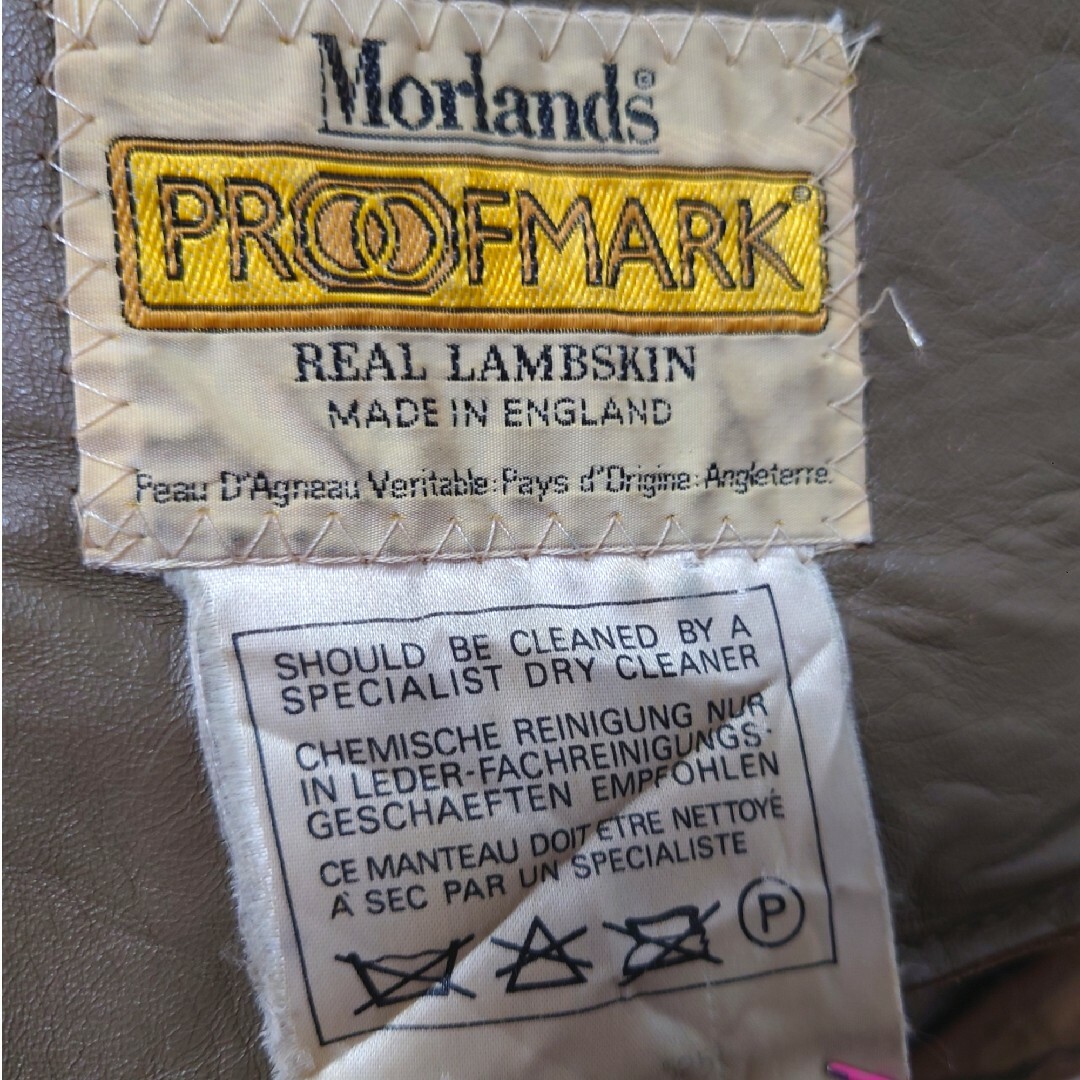 Morlands®
PROOFMARK®
REAL LAMBSKIN
MADE IN ENGLAND
Peau D'Agneau Veritable: Pays d'Origine: Angleterre.
SHOULD BE CLEANED BY A
SPECIALIST DRY CLEANER
CHEMISCHE REINIGUNG NUR
IN LEDER-FACHREINIGUNGS-
GESCHAEFTEN EMPFOHLEN
CE MANTEAU DOIT ETRE NETTOYÉ
À SEC PAR UN SPECIALISTE
P